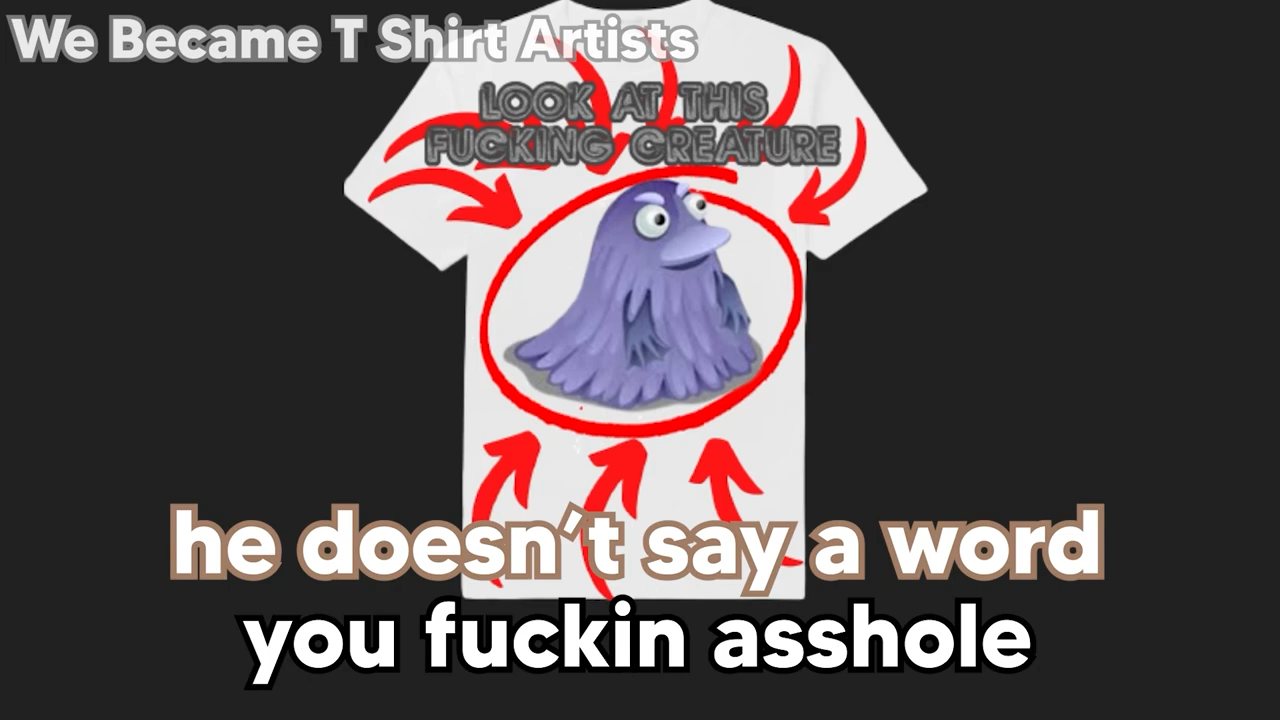 We Became T Shirt Artists
LOOK AT THIS
FUCKING CREATURE
he doesn't say a word
you fuckin asshole